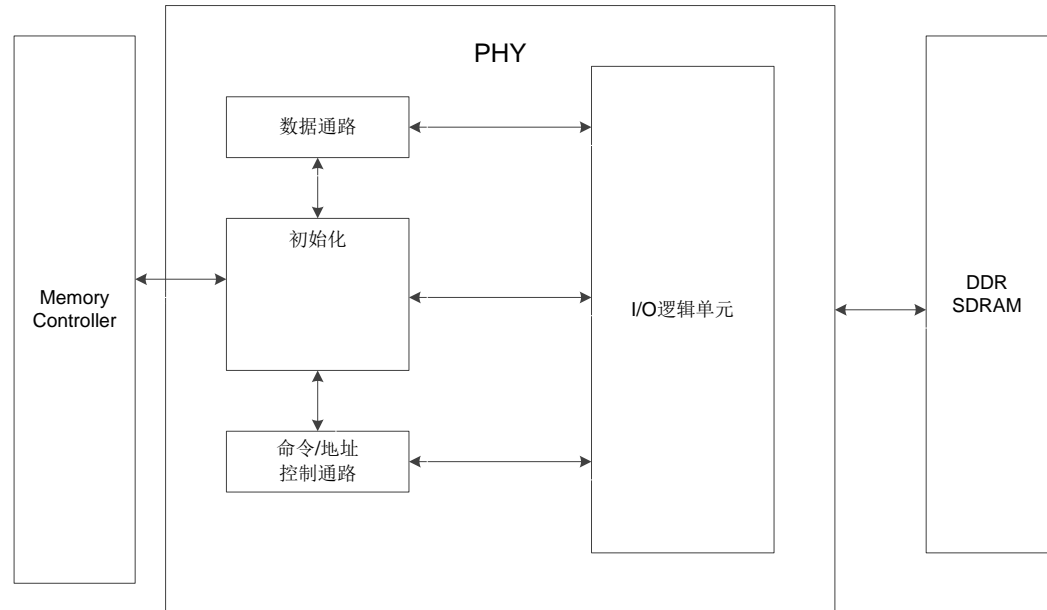 PHY
数据通路
初始化
Memory
Controller
I/O逻辑单元
DDR
SDRAM
命令/地址
控制通路